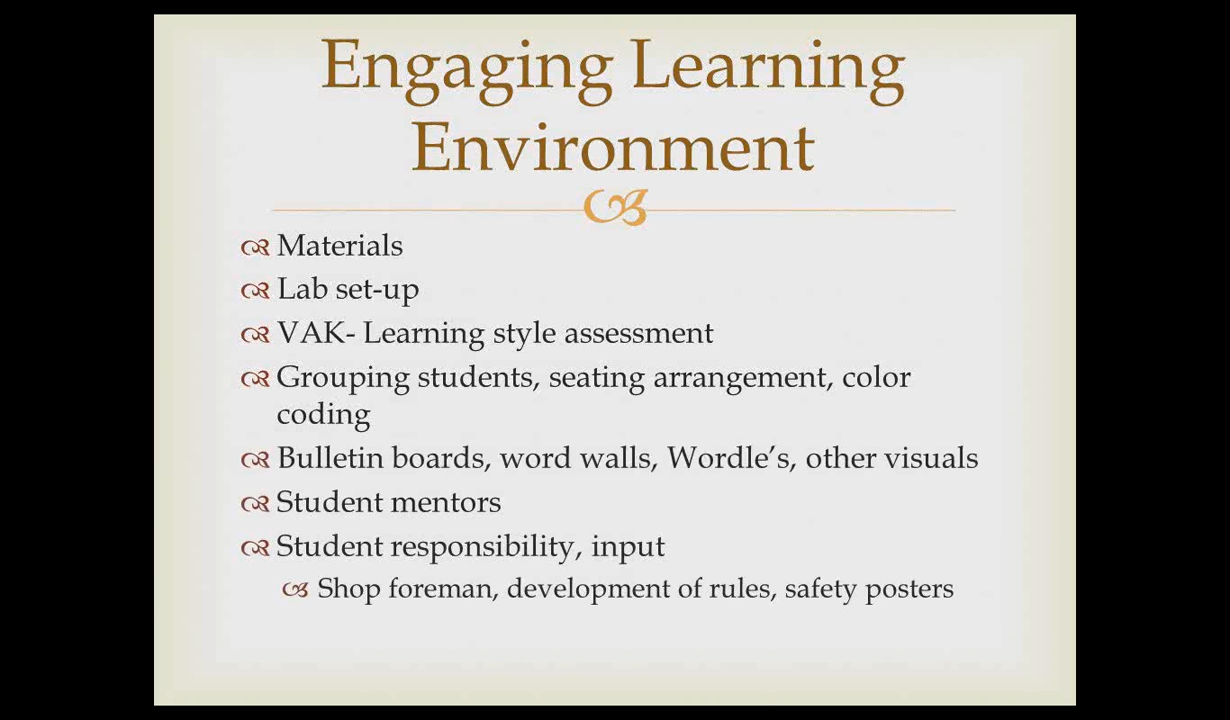 Engaging Learning
Environment
Materials
Lab set-up
VAK- Learning style assessment
Grouping students, seating arrangement, color
coding
Bulletin boards, word walls, Wordle's, other visuals
Student mentors
Student responsibility, input
Shop foreman, development of rules, safety posters